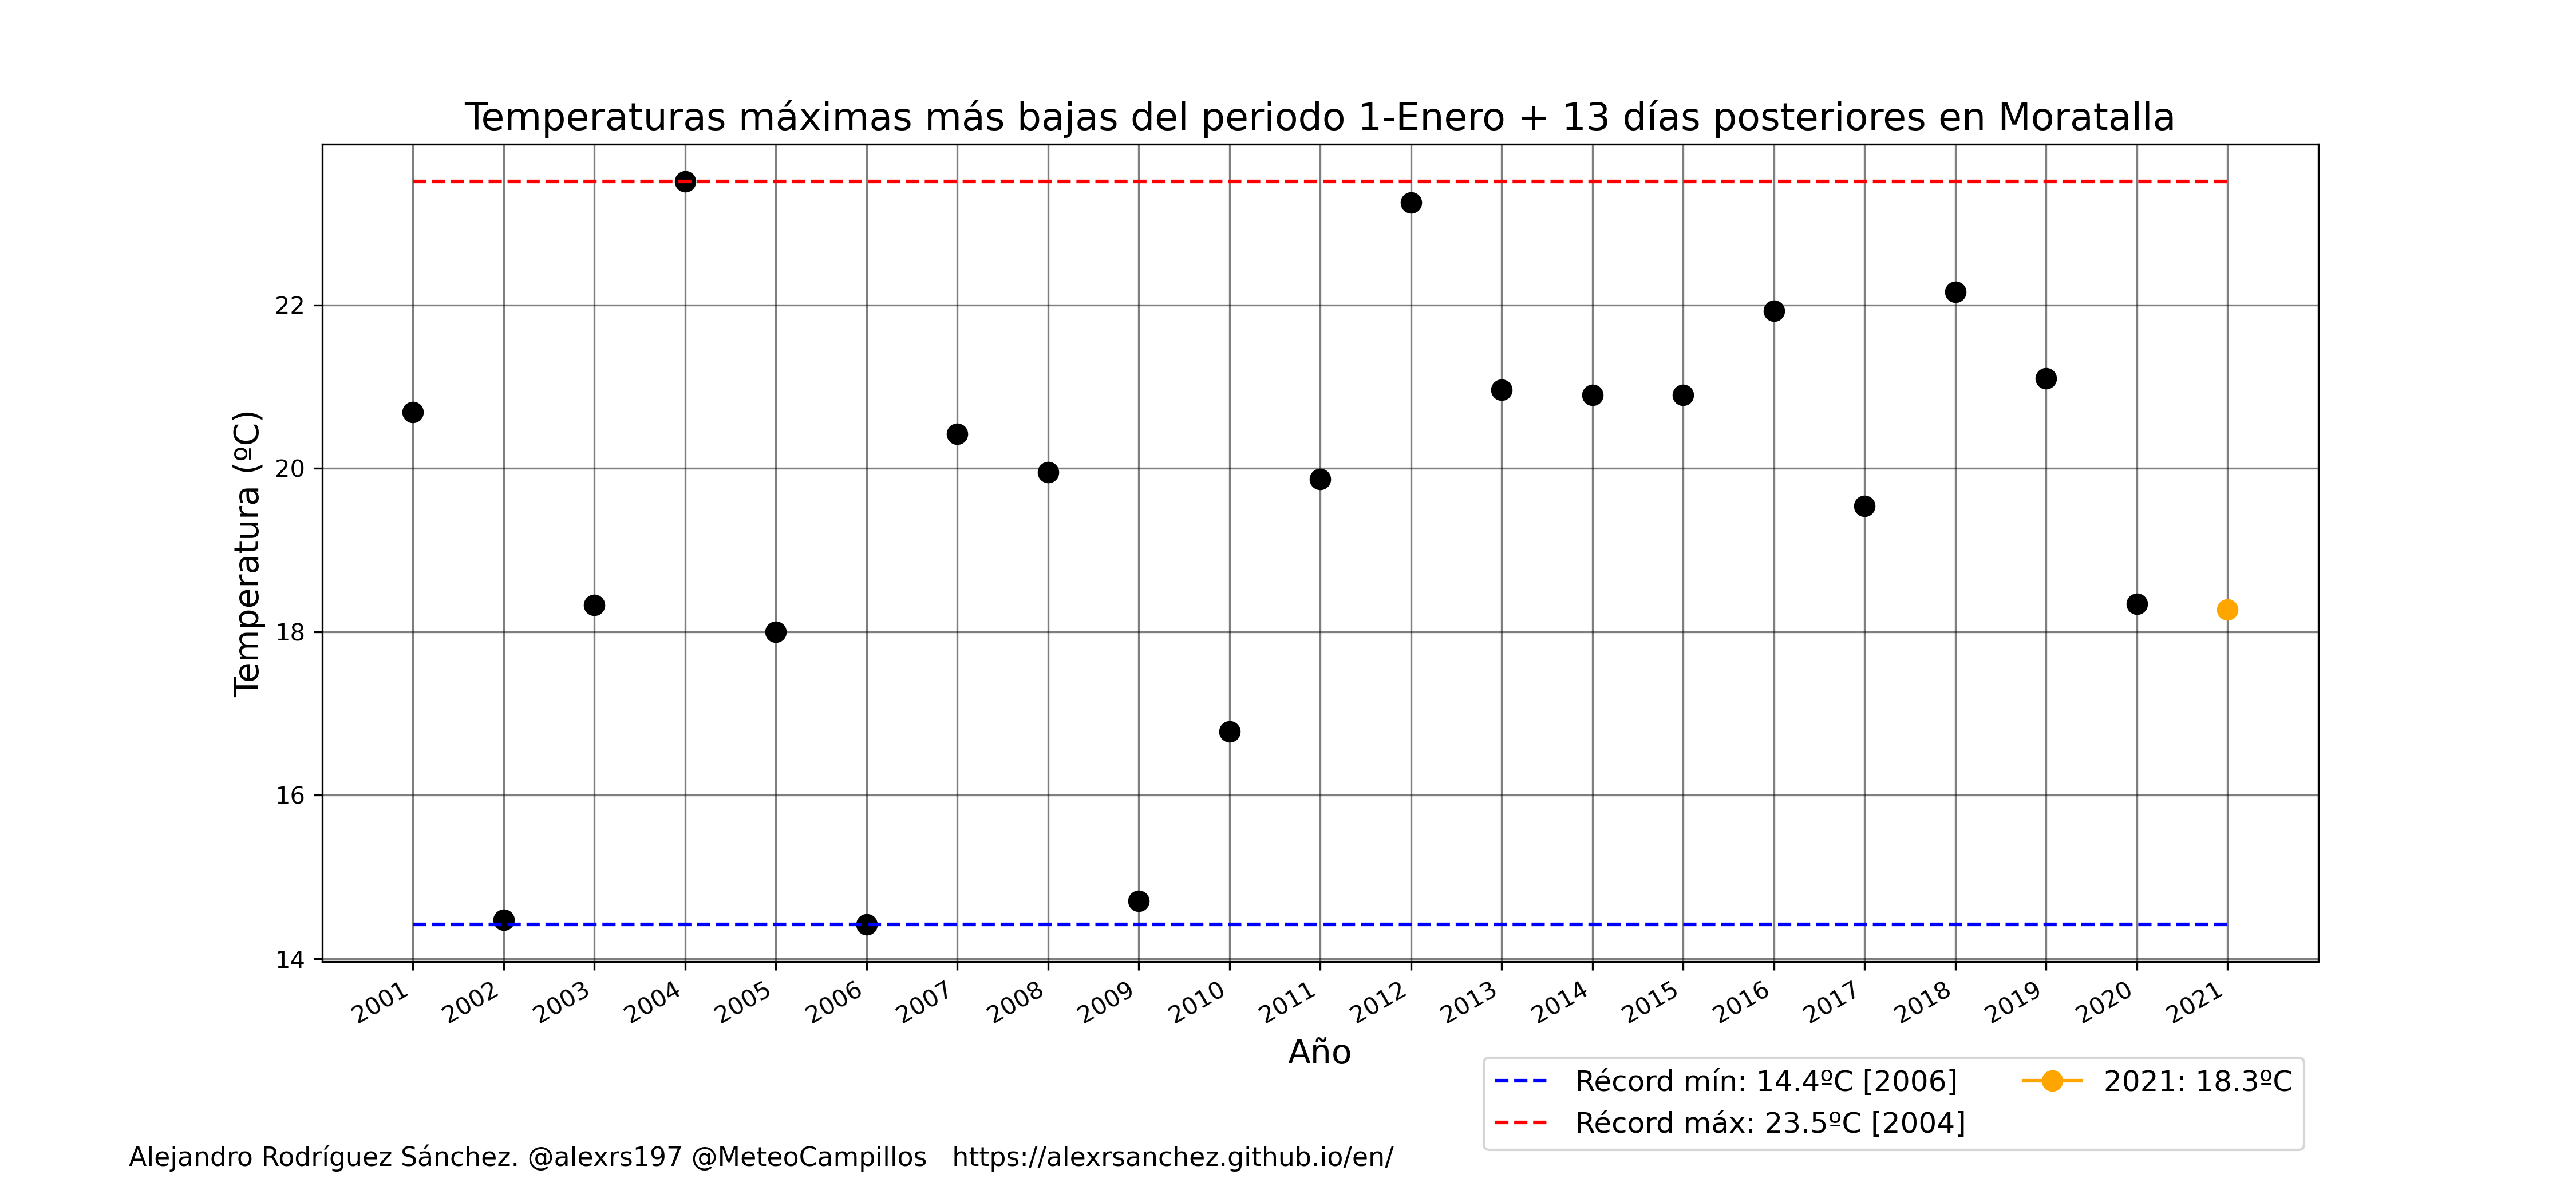 Temperaturas máximas más bajas del periodo 1-Enero + 13 días posteriores en Moratalla
Temperatura (ºC)
22
20
18
16
14
2001 2002 2003 2004 2005 2006 2007 2008 2009 2010 2011 2012 2013 2014 2015 2016 2017 2018 2019 2020 2021
Año
Récord mín: 14.4ºC [2006]
Récord máx: 23.5ºC [2004]
2021: 18.3ºC
Alejandro Rodríguez Sánchez. @alexrs197 @MeteoCampillos https://alexrsanchez.github.io/en/